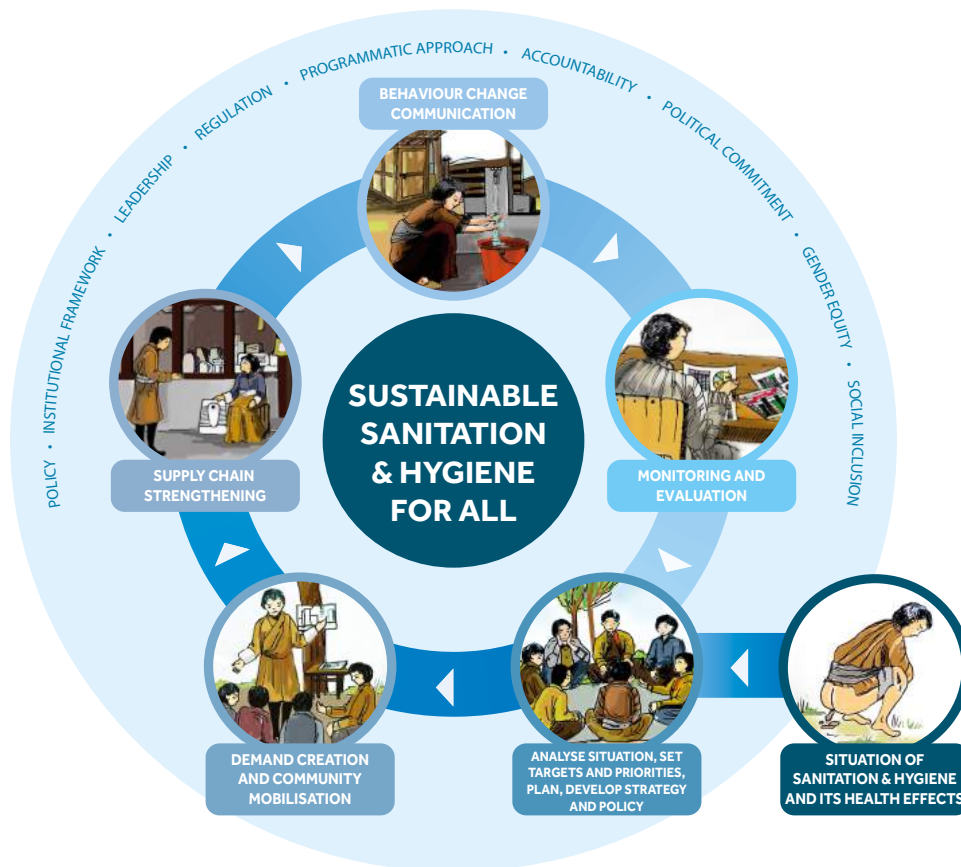 POLICY • INSTITUTIONAL FRAMEWORK • LEADERSHIP • REGULATION • PROGRAMMATIC APPROACH • ACCOUNTABILITY • POLITICAL COMMITMENT • GENDER EQUITY • SOCIAL INCLUSION
BEHAVIOUR CHANGE
COMMUNICATION
SUPPLY CHAIN
STRENGTHENING
SUSTAINABLE
SANITATION
& HYGIENE
FOR ALL
MONITORING AND
EVALUATION
DEMAND CREATION
AND COMMUNITY
MOBILISATION
ANALYSE SITUATION, SET
TARGETS AND PRIORITIES,
PLAN, DEVELOP STRATEGY
AND POLICY
SITUATION OF
SANITATION & HYGIENE
AND ITS HEALTH EFFECTS